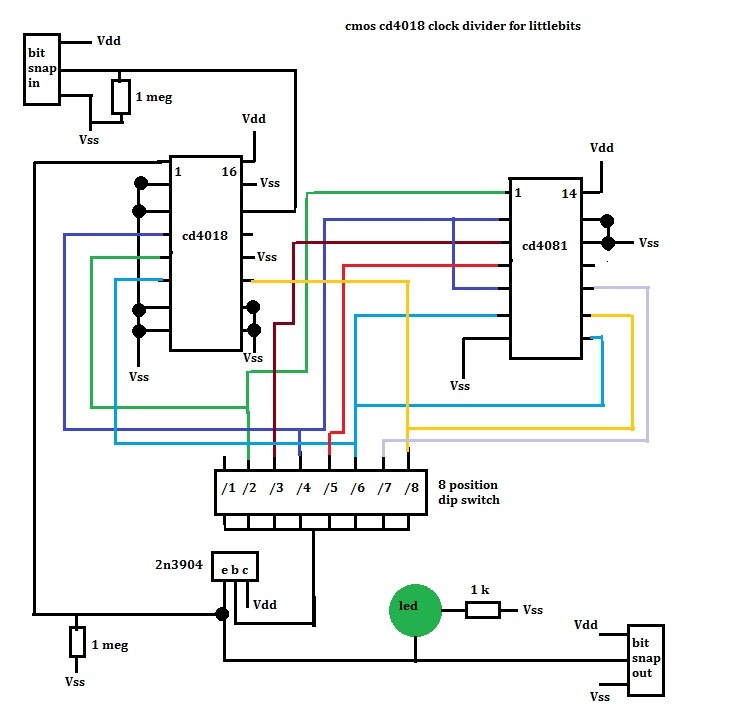 cmos cd4018 clock divider for littlebits
bit
snap
in
Vdd
1 meg
Vss
Vdd
1
16
Vss
cd4018
Vss
Vss
Vss
Vdd
1
14
cd4081
Vss
Vss
/1 /2 /3 /4 /5 /6 /7 /8
8 position
dip switch
2n3904
e b c
Vdd
1 meg
Vss
led
1 k
Vss
Vdd
bit
snap
out
Vss